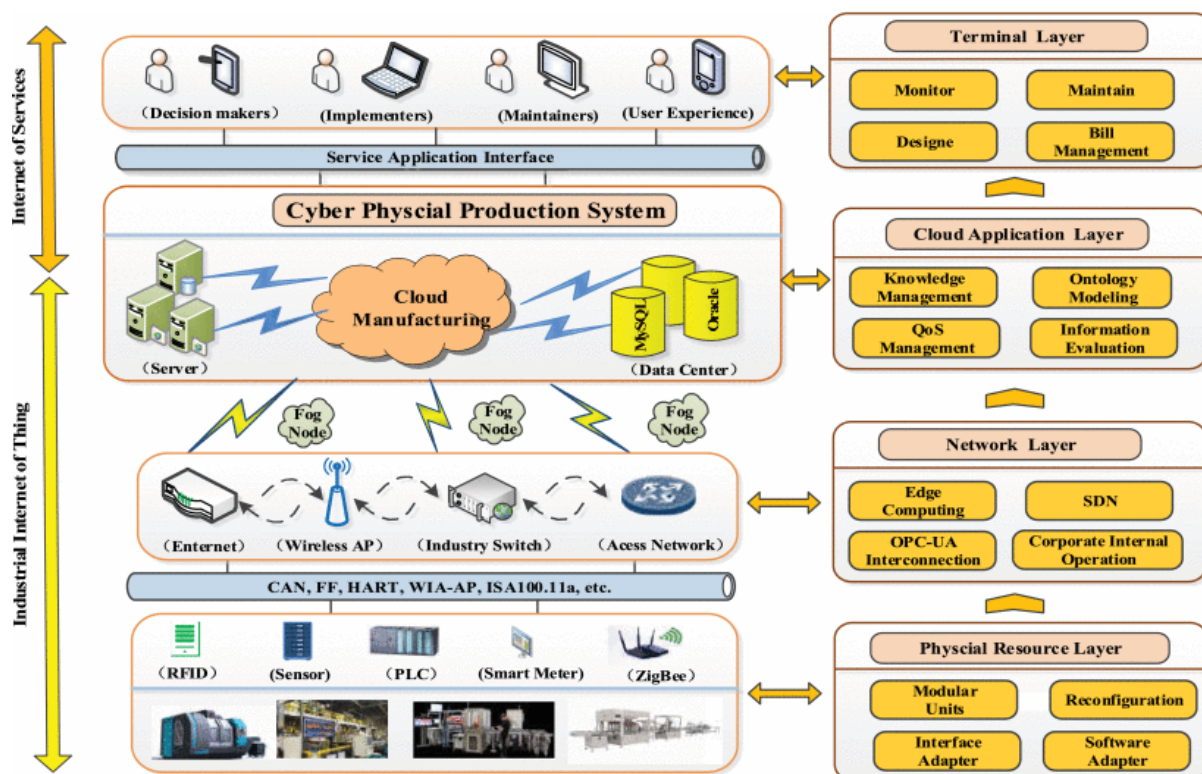 Internet of Services
Industrial Internet of Thing
(Decision makers)
(Implementers)
(Maintainers)
(User Experience)
Service Application Interface
Cyber Physcial Production System
Cloud
Manufacturing
MySQL
Oracle
(Server)
(Data Center)
Fog
Node
Fog
Node
Fog
Node
(Enternet)
(Wireless AP)
(Industry Switch)
(Acess Network)
CAN, FF, HART, WIA-AP, ISA100.11a, etc.
(RFID)
(Sensor)
(PLC)
(Smart Meter)
(ZigBee)
Terminal Layer
Monitor
Maintain
Designe
Bill
Management
Cloud Application Layer
Knowledge
Management
Ontology
Modeling
QoS
Management
Information
Evaluation
Network Layer
Edge
Computing
SDN
OPC-UA
Interconnection
Corporate Internal
Operation
Physcial Resource Layer
Modular
Units
Reconfiguration
Interface
Adapter
Software
Adapter